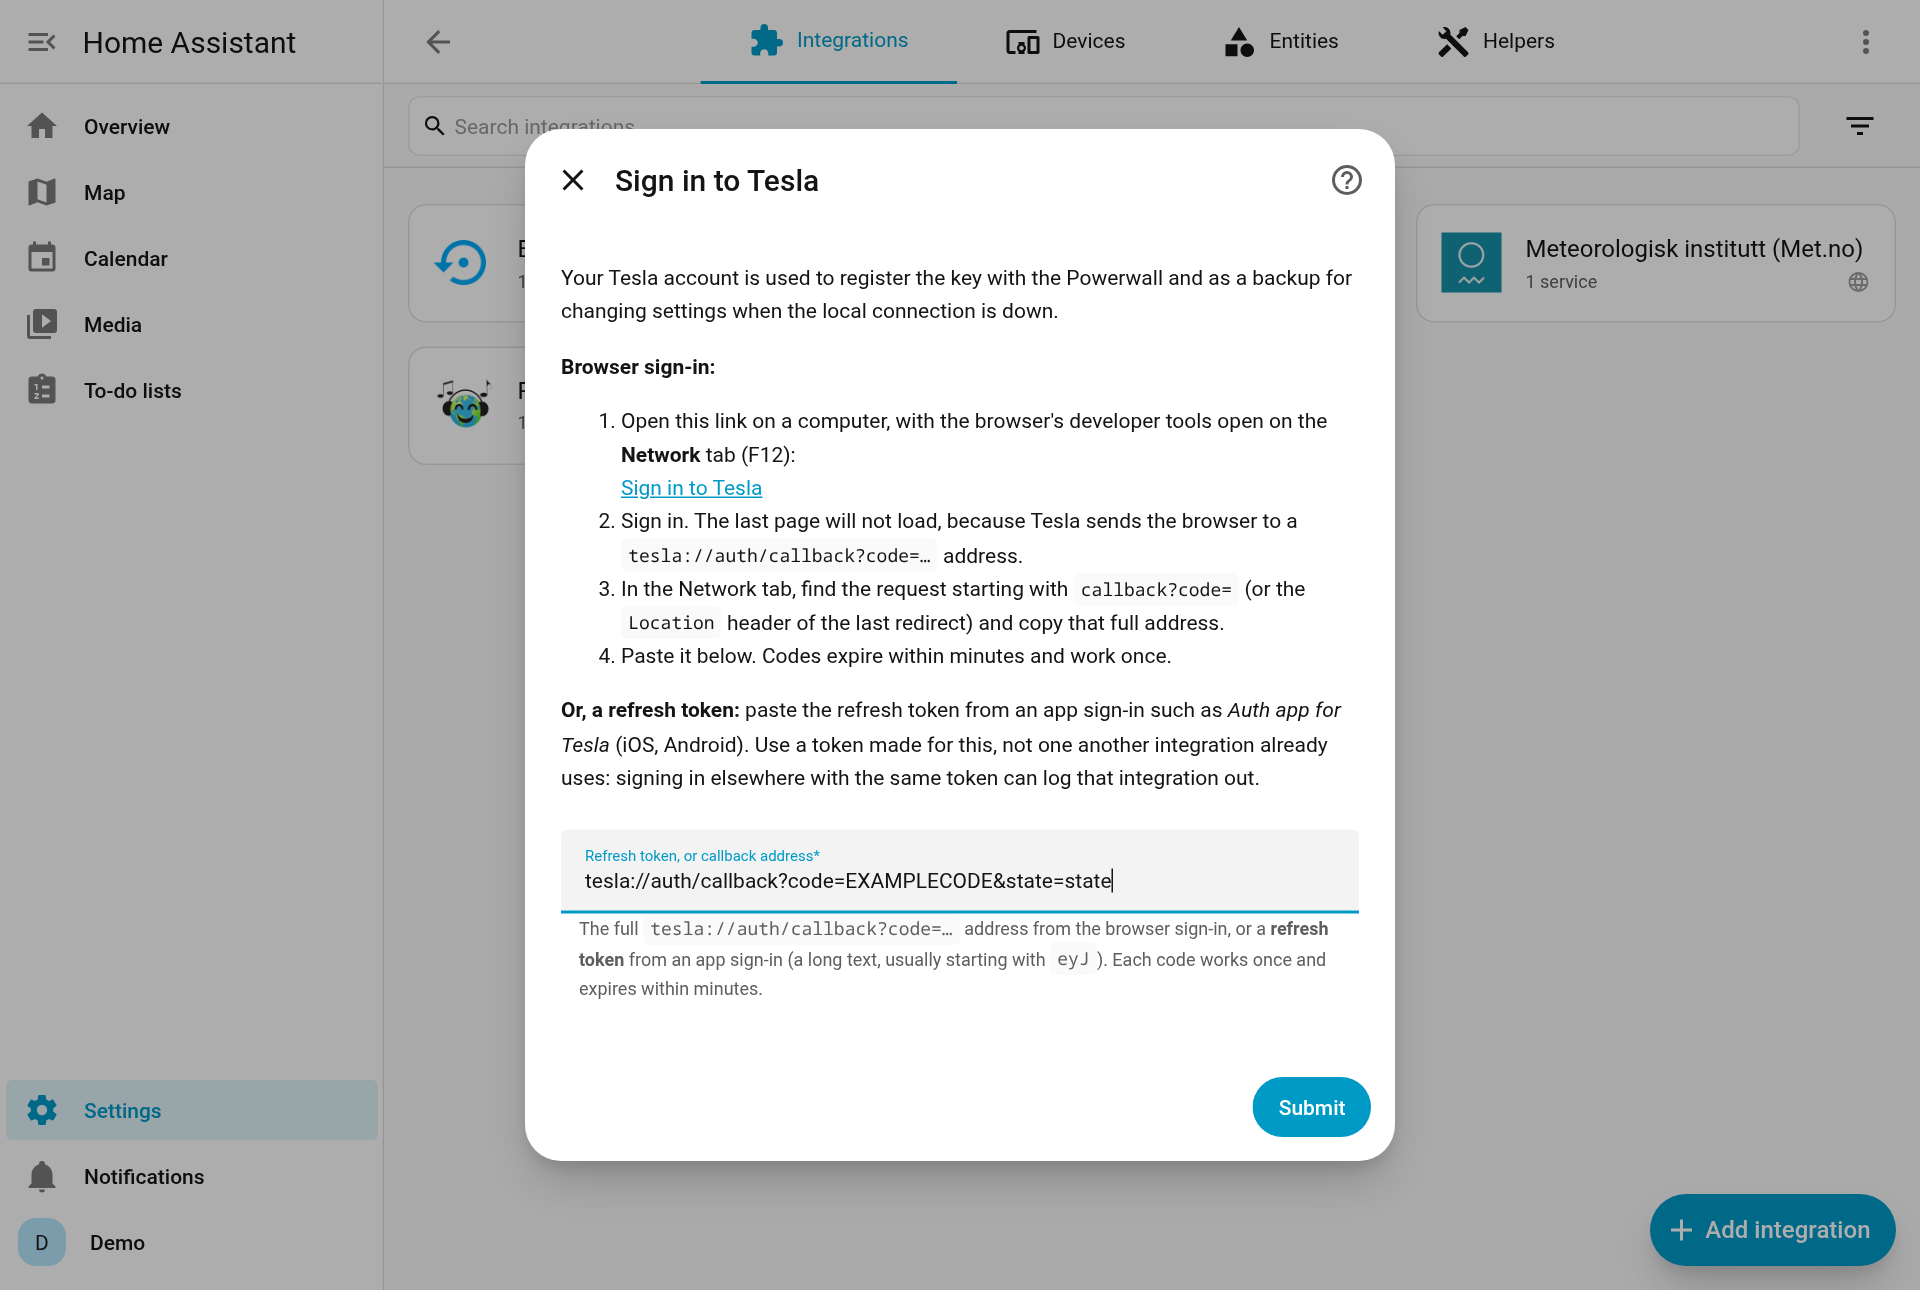 Home Assistant
Integrations
Devices
Entities
Helpers
Overview
Map
Calendar
Media
To-do lists
Settings
Notifications
D
Demo
Search integrations
Meteorologisk institutt (Met.no)
1 service
Sign in to Tesla
Your Tesla account is used to register the key with the Powerwall and as a backup for
changing settings when the local connection is down.
Browser sign-in:
1. Open this link on a computer, with the browser's developer tools open on the
Network tab (F12):
Sign in to Tesla
2. Sign in. The last page will not load, because Tesla sends the browser to a
tesla://auth/callback?code=… address.
3. In the Network tab, find the request starting with callback?code= (or the
Location header of the last redirect) and copy that full address.
4. Paste it below. Codes expire within minutes and work once.
Or, a refresh token: paste the refresh token from an app sign-in such as Auth app for
Tesla (iOS, Android). Use a token made for this, not one another integration already
uses: signing in elsewhere with the same token can log that integration out.
Refresh token, or callback address*
tesla://auth/callback?code=EXAMPLECODE&state=state
The full tesla://auth/callback?code=… address from the browser sign-in, or a refresh
token from an app sign-in (a long text, usually starting with eyJ ). Each code works once and
expires within minutes.
Submit
Add integration